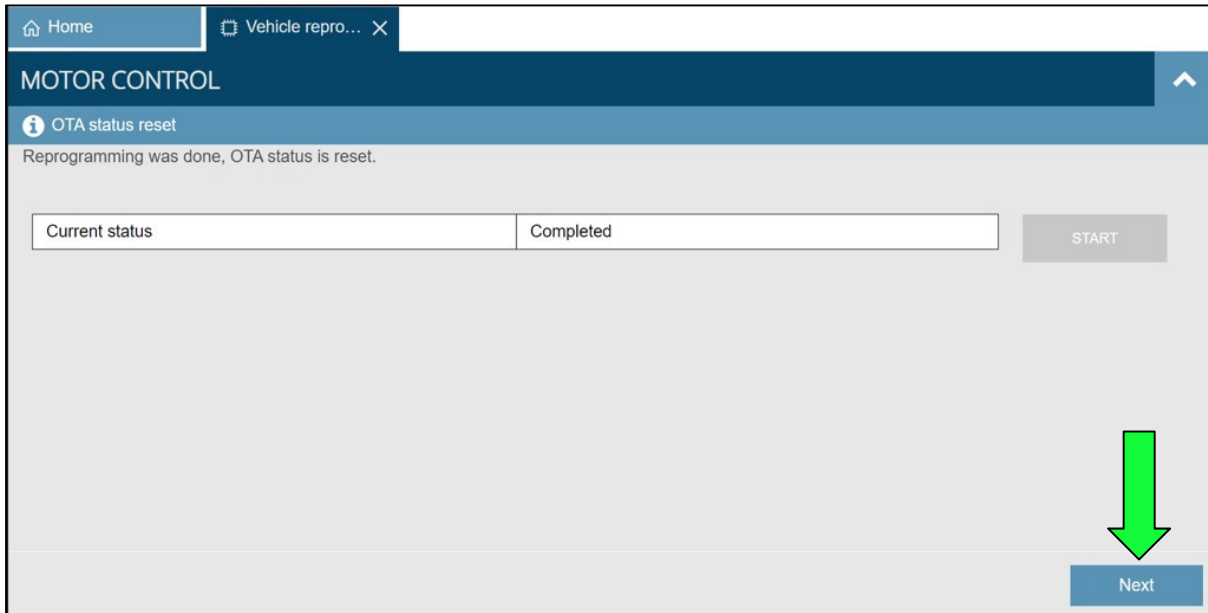 Home
Vehicle repro...
MOTOR CONTROL
OTA status reset
Reprogramming was done, OTA status is reset.
Current status Completed
START
Next